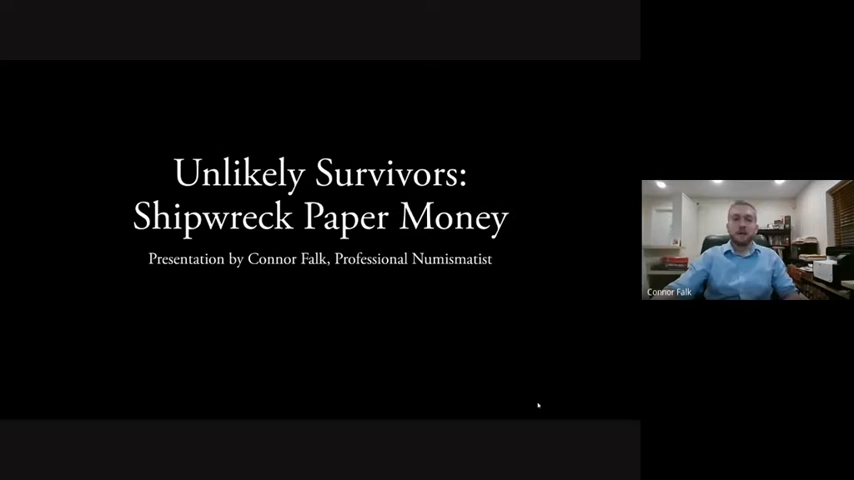 Unlikely Survivors:
Shipwreck Paper Money
Presentation by Connor Falk, Professional Numismatist
Connor Falk